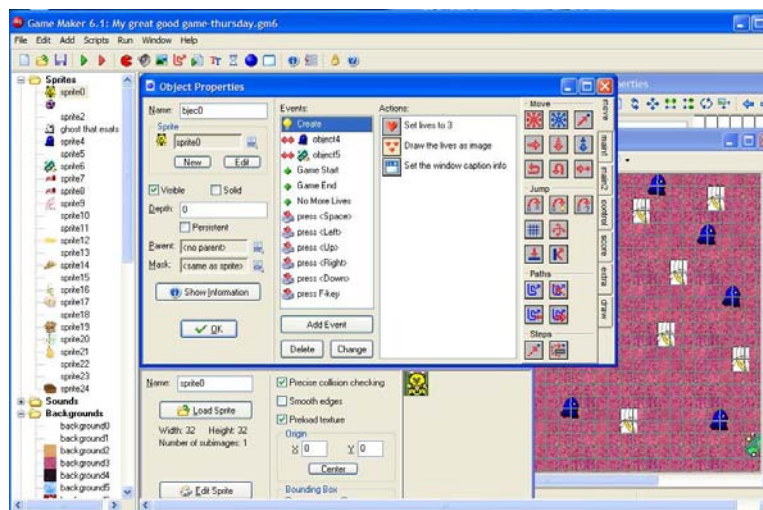 Game Maker 6.1: My great good game thursday.gm6
File Edit Add Scripts Run Window Help
Sprites
sprite0
sprite2
ghost that esats
sprite4
sprite5
sprite6
sprite7
sprite8
sprite9
sprite10
sprite11
sprite12
sprite13
sprite14
sprite15
sprite16
sprite17
sprite18
sprite19
sprite20
sprite21
sprite22
sprite23
sprite24
Sounds
Backgrounds
background0
background1
background2
background3
background4
background5
Object Properties
Name: bjec0
Sprite
sprite0
New Edit
Visible Solid
Depth: 0
Persistent
Parent: <no parent>
Mask: <same as sprite>
Show Information
OK
Events:
Create
object4
object5
Game Start
Game End
No More Lives
press <Space>
press <Left>
press <Up>
press <Right>
press <Down>
press F-key
Add Event
Delete Change
Actions:
Set lives to 3
Draw the lives as image
Set the window caption info
Move
Jump
Paths
Steps
move
main1
main2
control
score
extra
draw
perties
Name: sprite0
Load Sprite
Width: 32 Height: 32
Number of subimages: 1
Edit Sprite
Precise collision checking
Smooth edges
Preload texture
Origin
X 0 Y 0
Center
Bounding Box